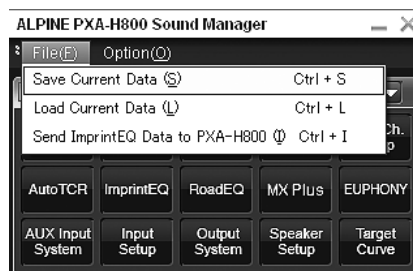 ALPINE PXA-H800 Sound Manager
File(F) Option(O)
Save Current Data (S) Ctrl + S
Load Current Data (L) Ctrl + L
Ch.
Send ImprintEQ Data to PXA-H800 (I) Ctrl + I
AutoTCR ImprintEQ RoadEQ MX Plus EUPHONY
AUX Input Input Output Speaker Target
System Setup System Setup Curve